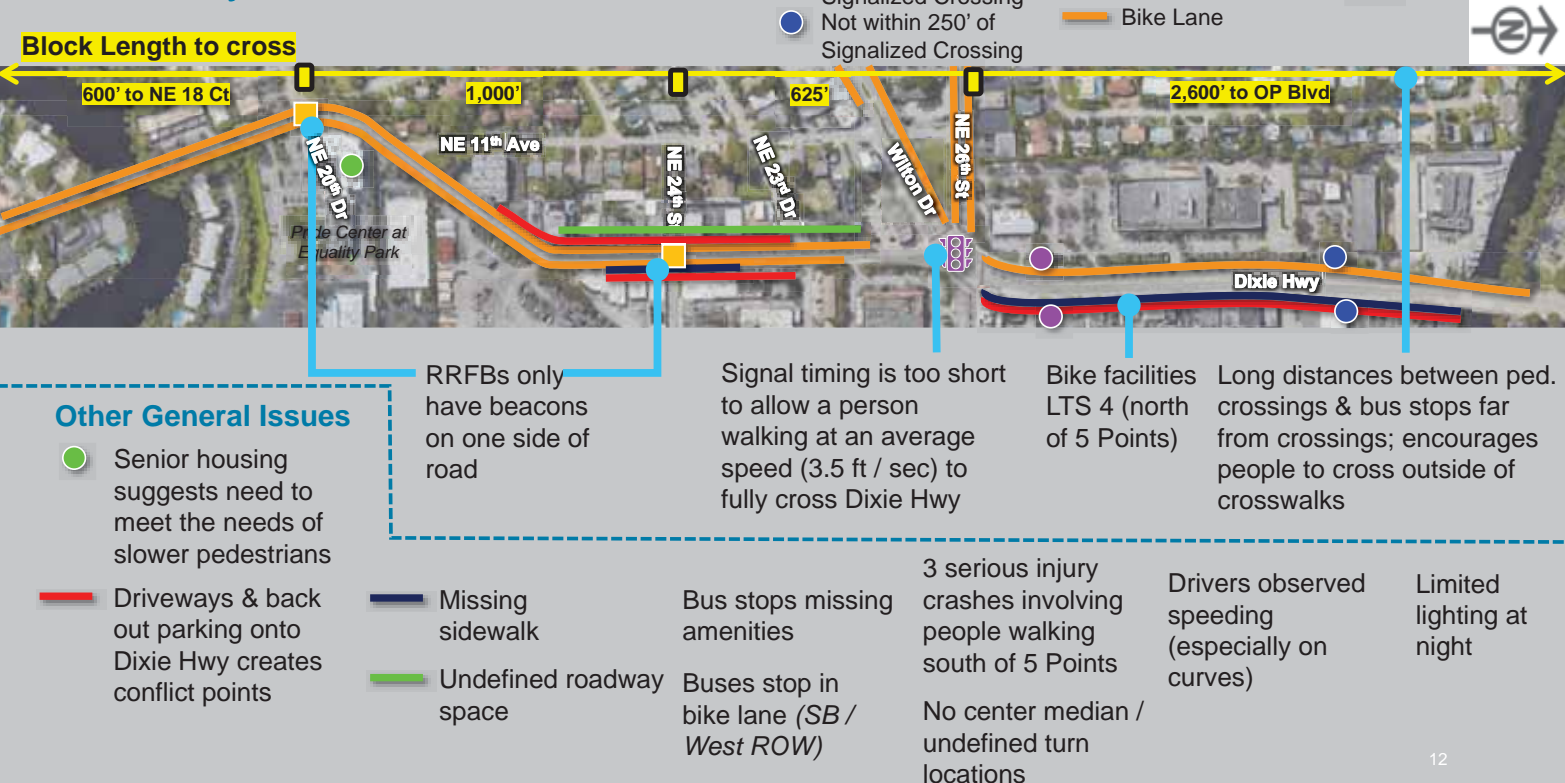 Signalized Crossing
Not within 250’ of
Signalized Crossing
Bike Lane
N
Block Length to cross
600’ to NE 18 Ct
1,000’
625’
2,600’ to OP Blvd
NE 20th Dr
NE 11th Ave
NE 24th S
NE 23rd Dr
Wilton Dr
NE 26th St
Pride Center at
Equality Park
Dixie Hwy
RRFBs only
have beacons
on one side of
road
Signal timing is too short
to allow a person
walking at an average
speed (3.5 ft / sec) to
fully cross Dixie Hwy
Bike facilities
LTS 4 (north
of 5 Points)
Long distances between ped.
crossings & bus stops far
from crossings; encourages
people to cross outside of
crosswalks
Other General Issues
Senior housing
suggests need to
meet the needs of
slower pedestrians
Driveways & back
out parking onto
Dixie Hwy creates
conflict points
Missing
sidewalk
Undefined roadway
space
Bus stops missing
amenities
Buses stop in
bike lane (SB /
West ROW)
3 serious injury
crashes involving
people walking
south of 5 Points
No center median /
undefined turn
locations
Drivers observed
speeding
(especially on
curves)
Limited
lighting at
night
12